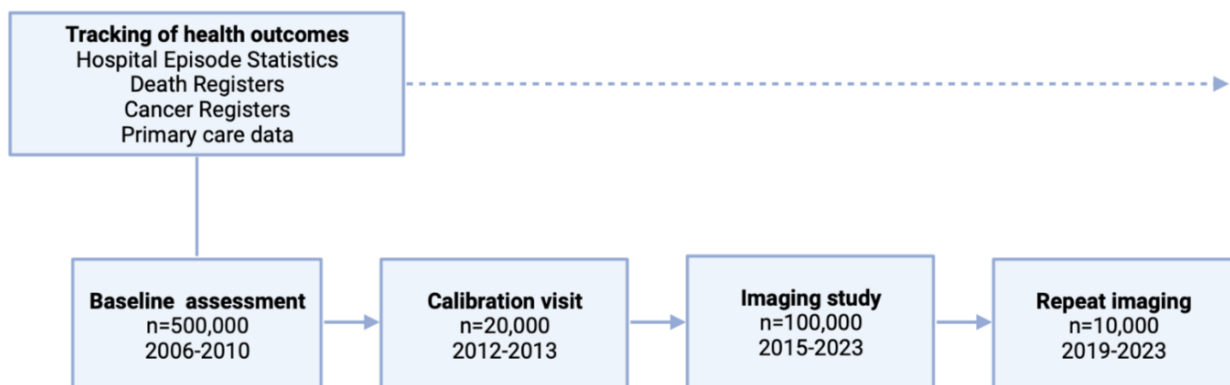 Tracking of health outcomes
Hospital Episode Statistics
Death Registers
Cancer Registers
Primary care data
Baseline assessment
n=500,000
2006-2010
Calibration visit
n=20,000
2012-2013
Imaging study
n=100,000
2015-2023
Repeat imaging
n=10,000
2019-2023